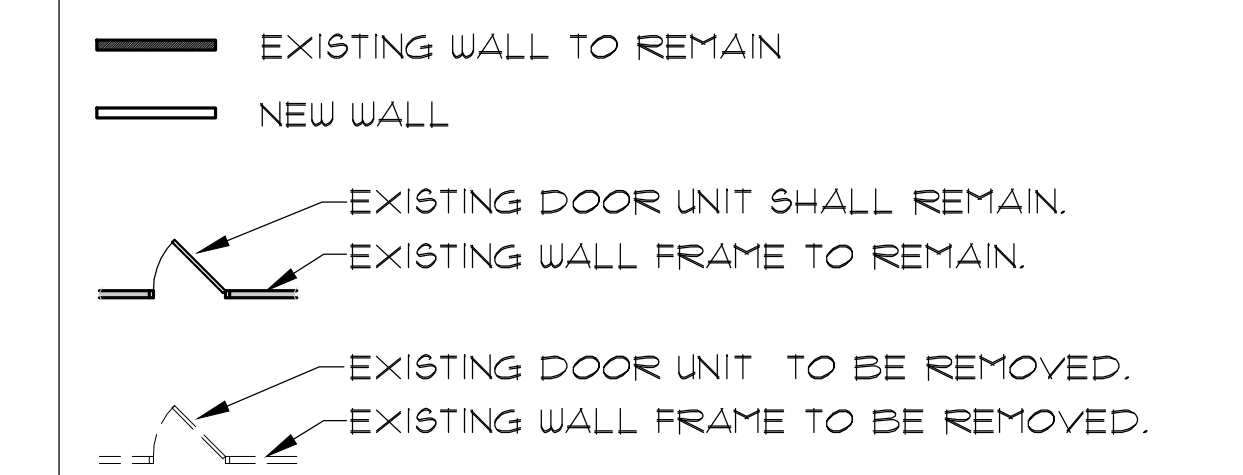 EXISTING WALL TO REMAIN
NEW WALL
EXISTING DOOR UNIT SHALL REMAIN.
EXISTING WALL FRAME TO REMAIN.
EXISTING DOOR UNIT TO BE REMOVED.
EXISTING WALL FRAME TO BE REMOVED.